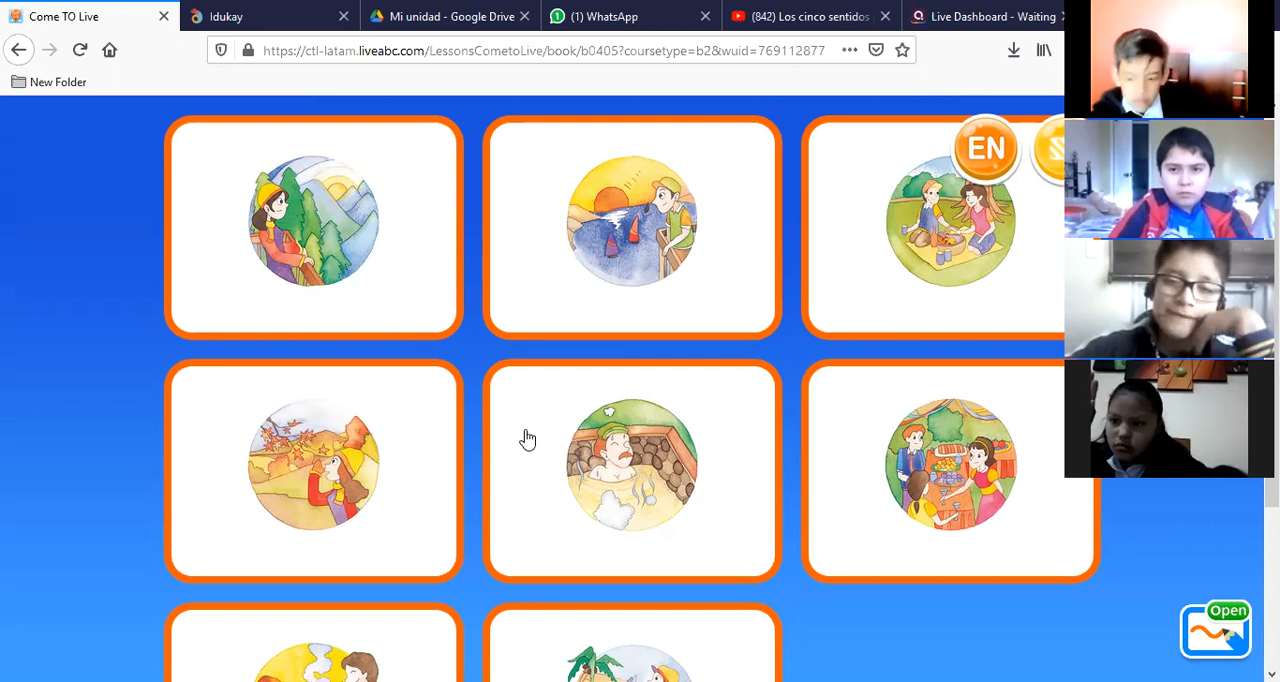 Come TO Live
Idukay
Mi unidad - Google Drive
(1) WhatsApp
(842) Los cinco sentidos
Live Dashboard - Waiting
https://ctl-latam.liveabc.com/LessonsCometoLive/book/b0405?coursetype=b2&wuid=769112877
New Folder
EN
Open